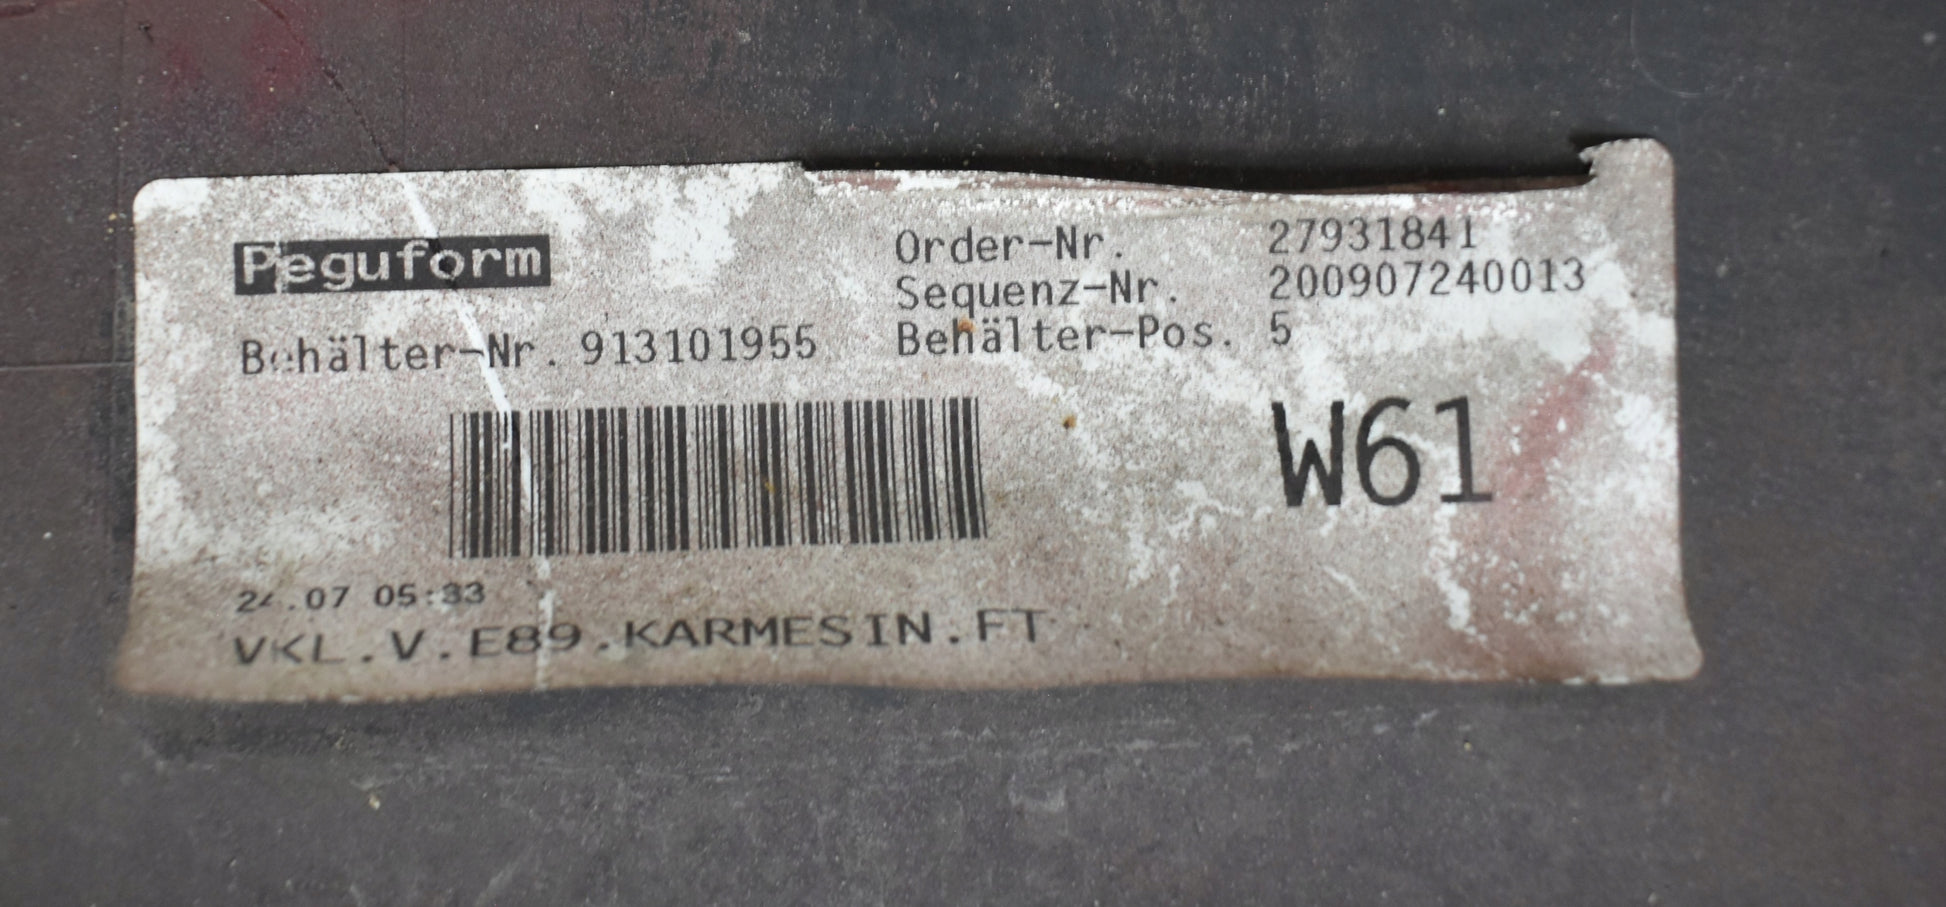 Peguform
Order-Nr. 27931841
Sequenz-Nr. 200907240013
Behälter-Nr. 913101955
Behälter-Pos. 5
W61
24.07 05:33
VKL.V.E89.KARMESIN.FT